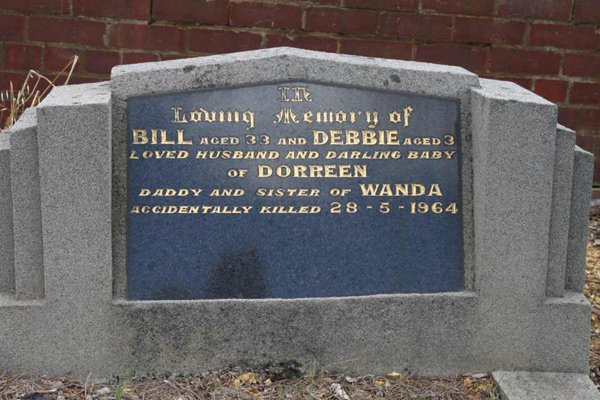 In
Loving Memory of
BILL AGED 33 AND DEBBIE AGED 3
LOVED HUSBAND AND DARLING BABY
OF DORREEN
DADDY AND SISTER OF WANDA
ACCIDENTALLY KILLED 28-5-1964